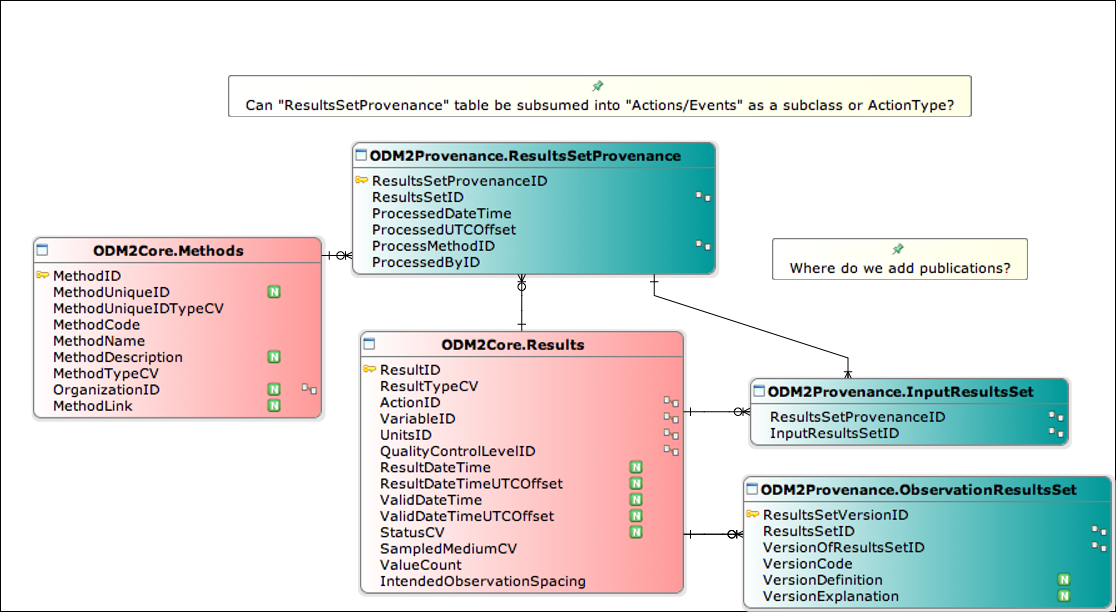 Can "ResultsSetProvenance" table be subsumed into "Actions/Events" as a subclass or ActionType?
ODM2Provenance.ResultsSetProvenance
ResultsSetProvenanceID
ResultsSetID
ProcessedDateTime
ProcessedUTCOffset
ProcessMethodID
ProcessedByID
ODM2Core.Methods
MethodID
MethodUniqueID N
MethodUniqueIDTypeCV
MethodCode
MethodName
MethodDescription N
MethodTypeCV
OrganizationID N
MethodLink N
Where do we add publications?
ODM2Core.Results
ResultID
ResultTypeCV
ActionID
VariableID
UnitsID
QualityControlLevelID
ResultDateTime N
ResultDateTimeUTCOffset N
ValidDateTime N
ValidDateTimeUTCOffset N
StatusCV N
SampledMediumCV
ValueCount
IntendedObservationSpacing
ODM2Provenance.InputResultsSet
ResultsSetProvenanceID
InputResultsSetID
ODM2Provenance.ObservationResultsSet
ResultsSetVersionID
ResultsSetID
VersionOfResultsSetID
VersionCode
VersionDefinition N
VersionExplanation N